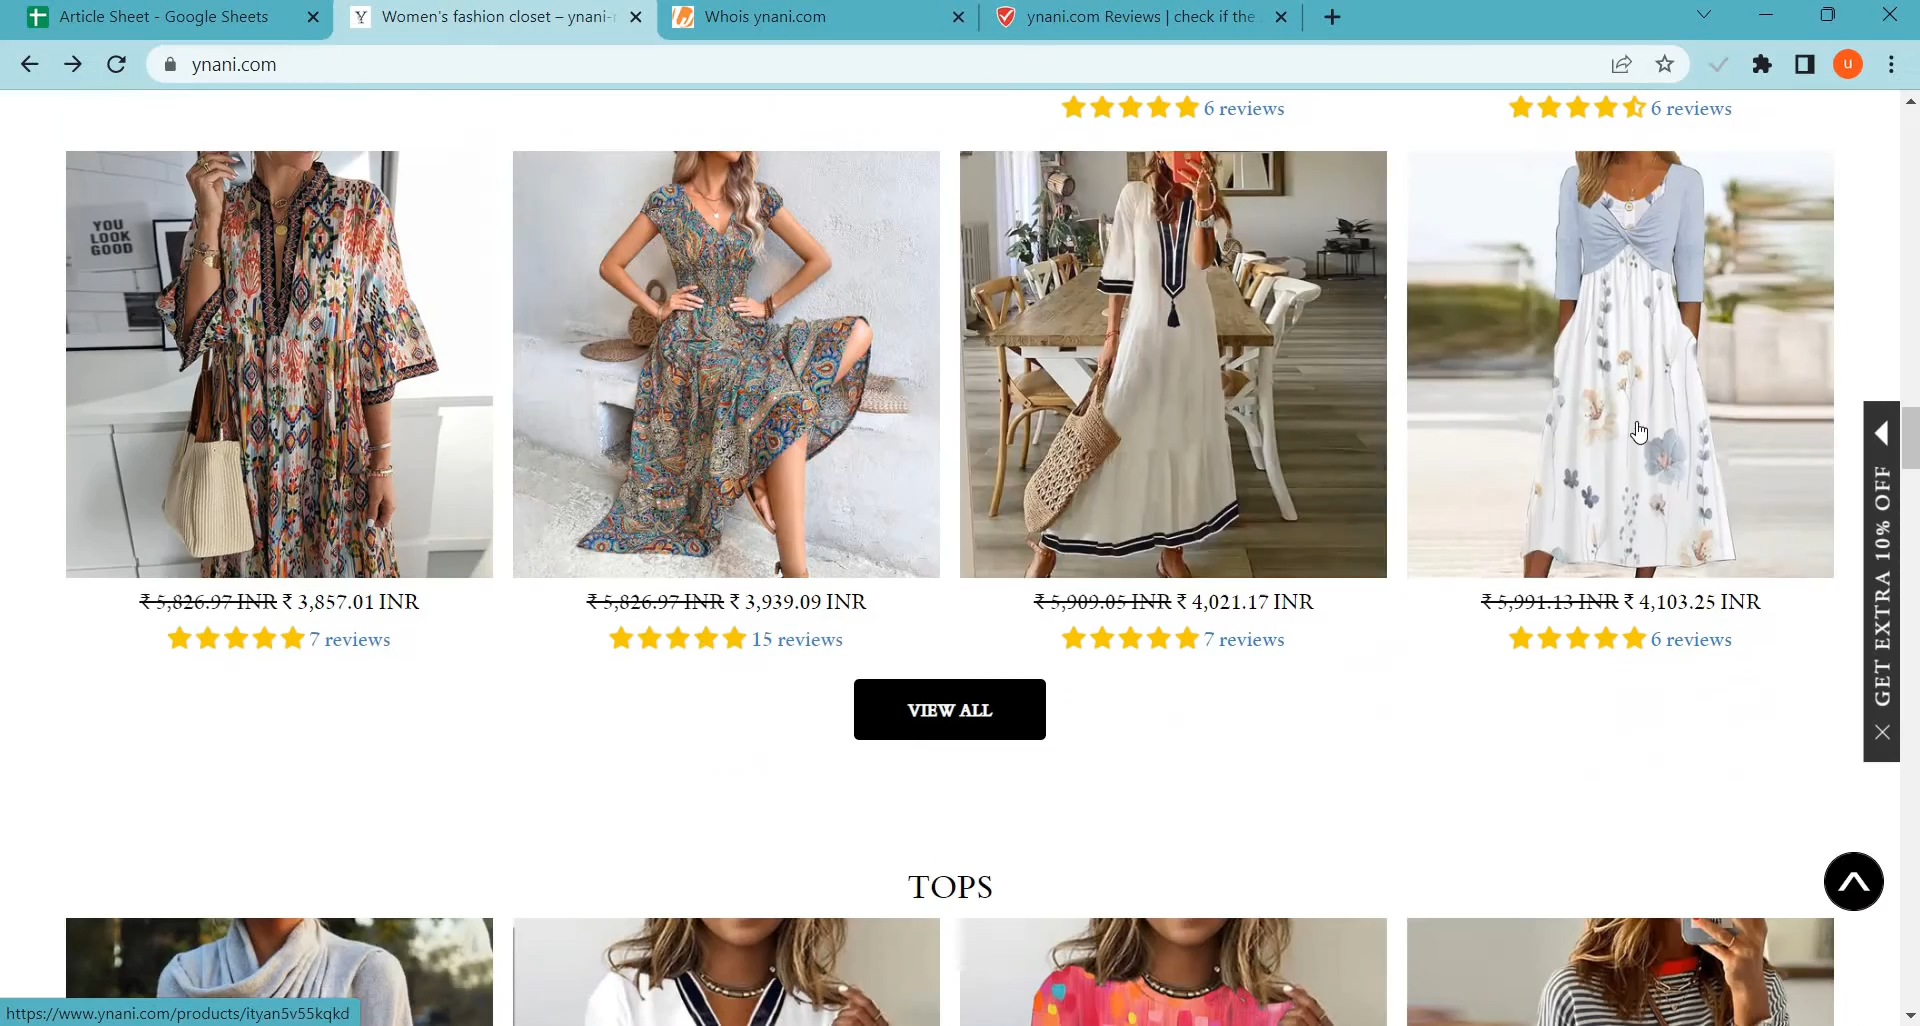 Article Sheet - Google Sheets
Women's fashion closet – ynani-
Whois ynani.com
ynani.com Reviews | check if the
ynani.com
u
6 reviews
6 reviews
YOU
LOOK
GOOD
₹ 5,826.97 INR ₹ 3,857.01 INR
₹ 5,826.97 INR ₹ 3,939.09 INR
₹ 5,909.05 INR ₹ 4,021.17 INR
₹ 5,991.13 INR ₹ 4,103.25 INR
7 reviews
15 reviews
7 reviews
6 reviews
GET EXTRA 10% OFF
VIEW ALL
TOPS
https://www.ynani.com/products/ityan5v55kqkd